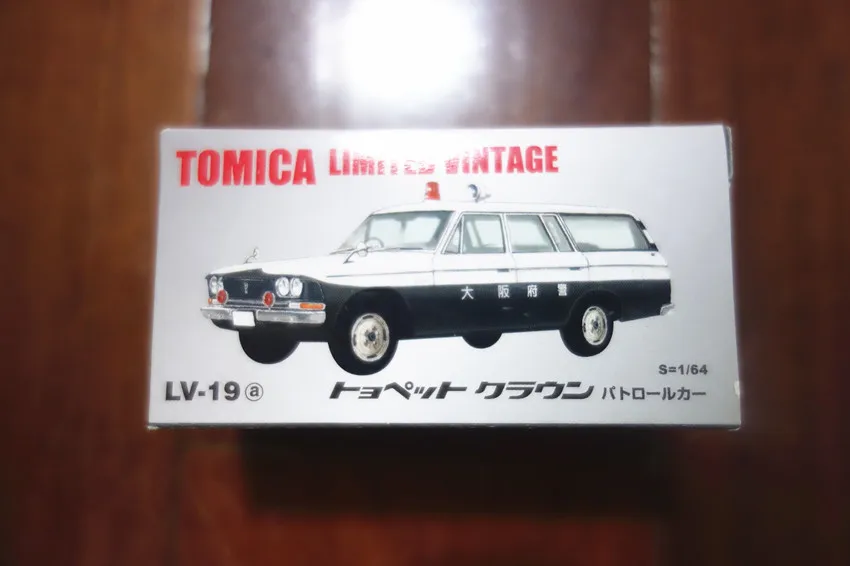 TOMICA LIMITED VINTAGE
大阪府警
S=1/64
LV-19 ⓐ トヨペット クラウン パトロールカー